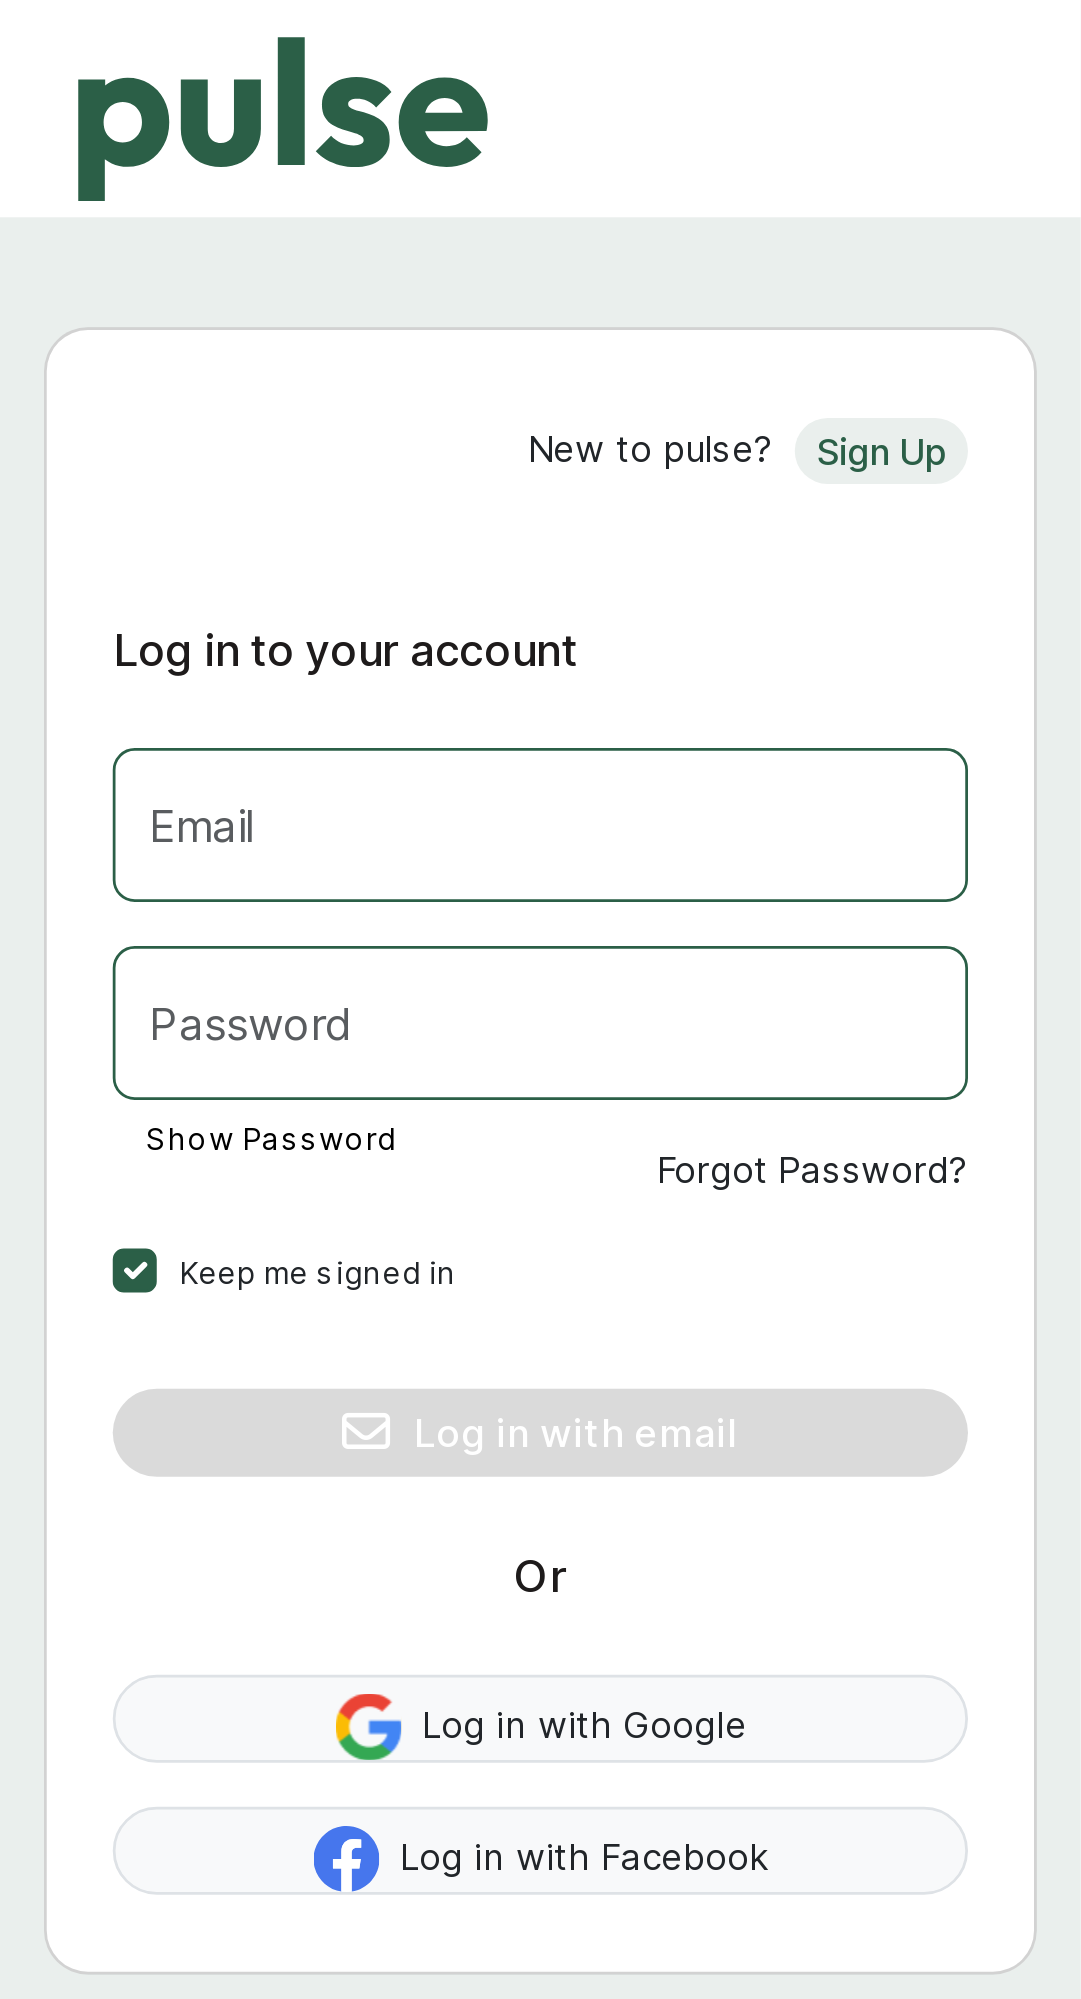 pulse
New to pulse? Sign Up
Log in to your account
Email
Password
Show Password
Forgot Password?
Keep me signed in
Log in with email
Or
Log in with Google
Log in with Facebook